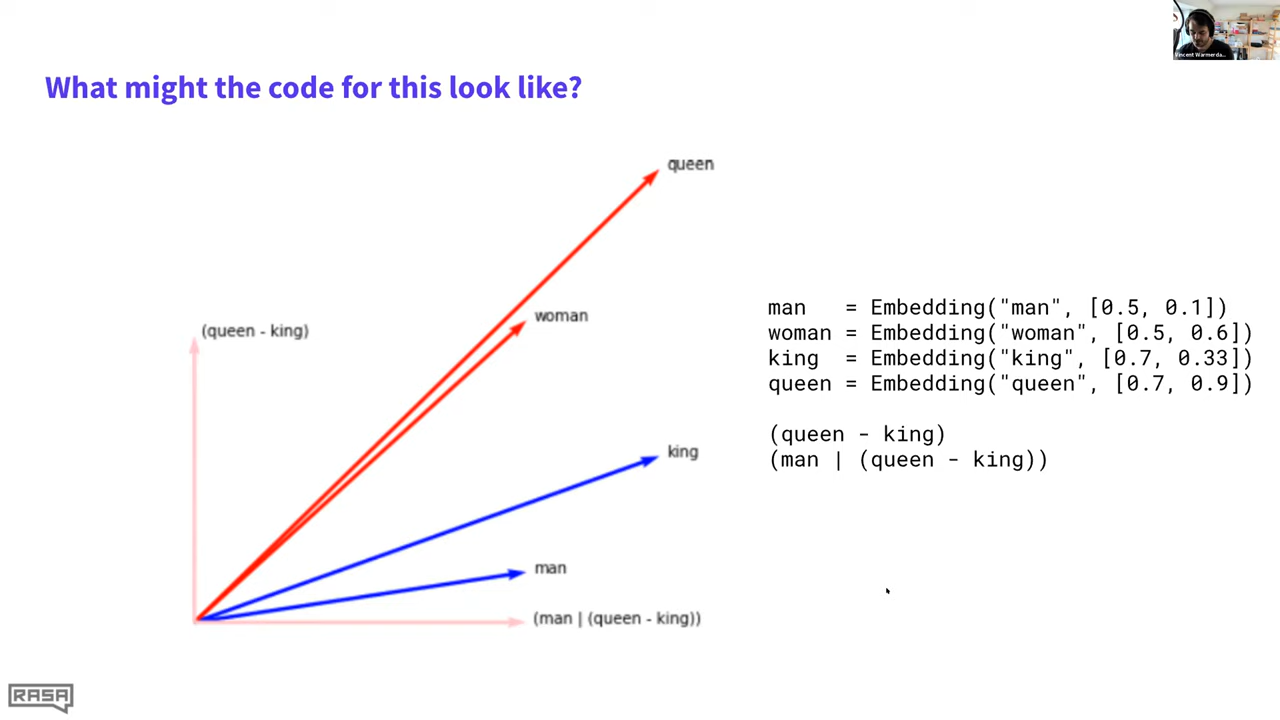 Vincent Warmerda...
What might the code for this look like?
queen
woman
(queen - king)
king
man
(man | (queen - king))
man   = Embedding("man", [0.5, 0.1])
woman = Embedding("woman", [0.5, 0.6])
king  = Embedding("king", [0.7, 0.33])
queen = Embedding("queen", [0.7, 0.9])
(queen - king)
(man | (queen - king))
RASA